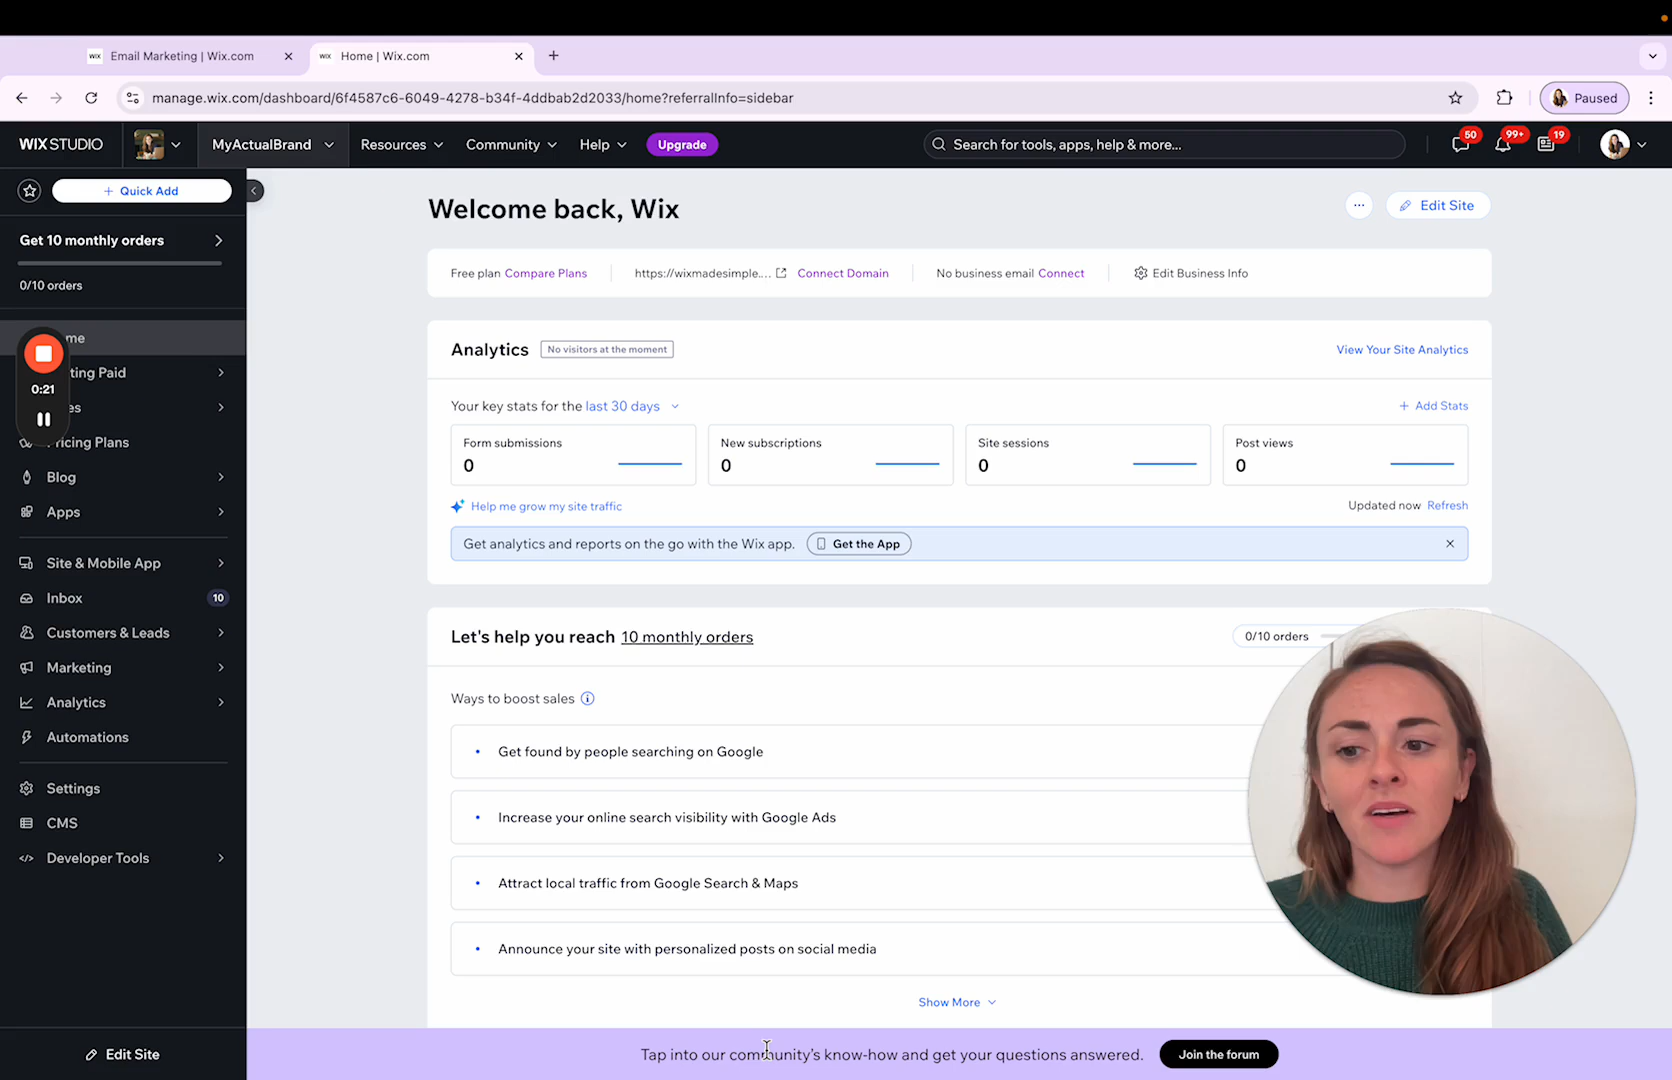 WIX Email Marketing | Wix.com
WIX Home | Wix.com
manage.wix.com/dashboard/6f4587c6-6049-4278-b34f-4ddbab2d2033/home?referralInfo=sidebar
Paused
WIX STUDIO
MyActualBrand
Resources
Community
Help
Upgrade
Search for tools, apps, help & more...
50
99+
19
+ Quick Add
Get 10 monthly orders
0/10 orders
me
0:21
ting Paid
es
ricing Plans
Blog
Apps
Site & Mobile App
Inbox
10
Customers & Leads
Marketing
Analytics
Automations
Settings
CMS
Developer Tools
Edit Site
Welcome back, Wix
Edit Site
Free plan Compare Plans
https://wixmadesimple.... Connect Domain
No business email Connect
Edit Business Info
Analytics
No visitors at the moment
View Your Site Analytics
Your key stats for the last 30 days
+ Add Stats
Form submissions
0
New subscriptions
0
Site sessions
0
Post views
0
Help me grow my site traffic
Updated now Refresh
Get analytics and reports on the go with the Wix app.
Get the App
Let's help you reach 10 monthly orders
0/10 orders
Ways to boost sales
Get found by people searching on Google
Increase your online search visibility with Google Ads
Attract local traffic from Google Search & Maps
Announce your site with personalized posts on social media
Show More
Tap into our community's know-how and get your questions answered.
Join the forum